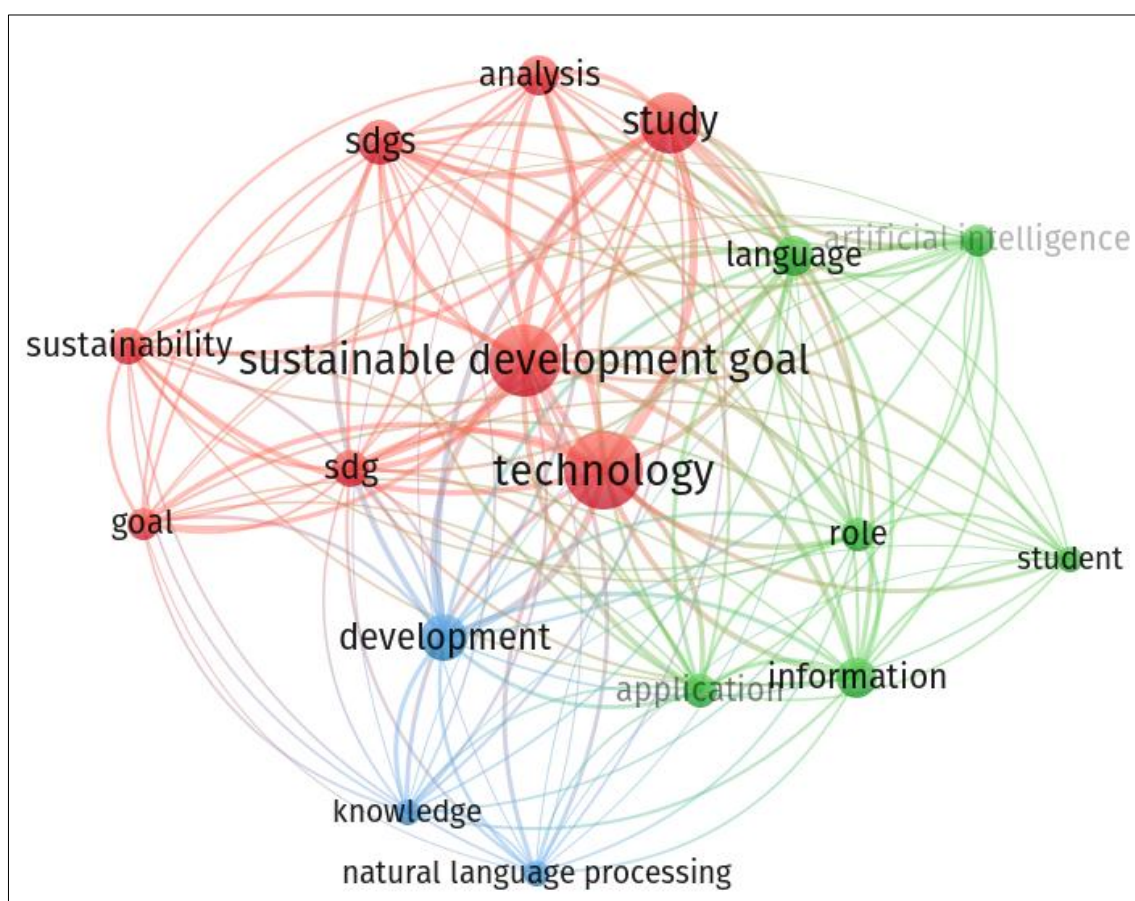 analysis
study
sdgs
artificial intelligence
language
sustainability
sustainable development goal
sdg
technology
goal
role
student
development
information
application
knowledge
natural language processing